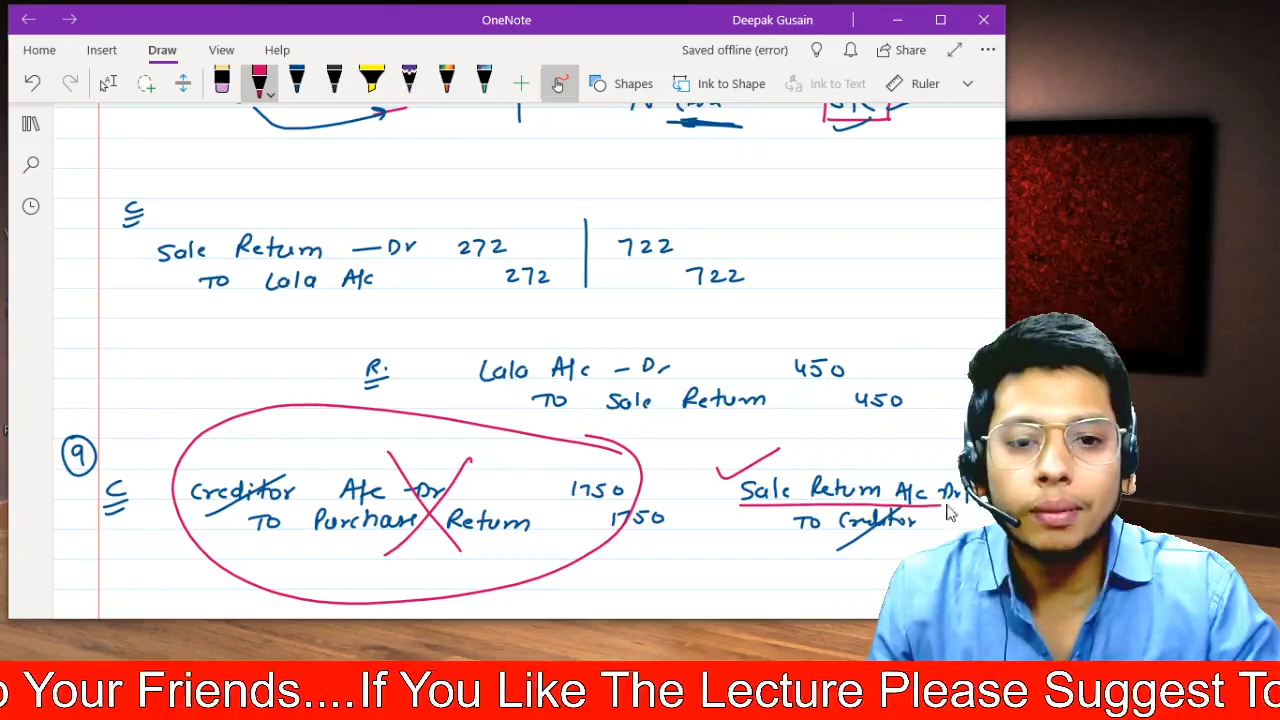 OneNote
Deepak Gusain
Home Insert Draw View Help
Saved offline (error)
Share
Shapes
Ink to Shape
Ink to Text
Ruler
C
Sale Return — Dr 272 722
To Lala A/c 272 722
R. Lala A/c - Dr 450
To Sale Return 450
9
C Creditor A/c - Dr 1750
To Purchase Return 1750
Sale Return A/c Dr
To Creditor
o Your Friends....If You Like The Lecture Please Suggest To